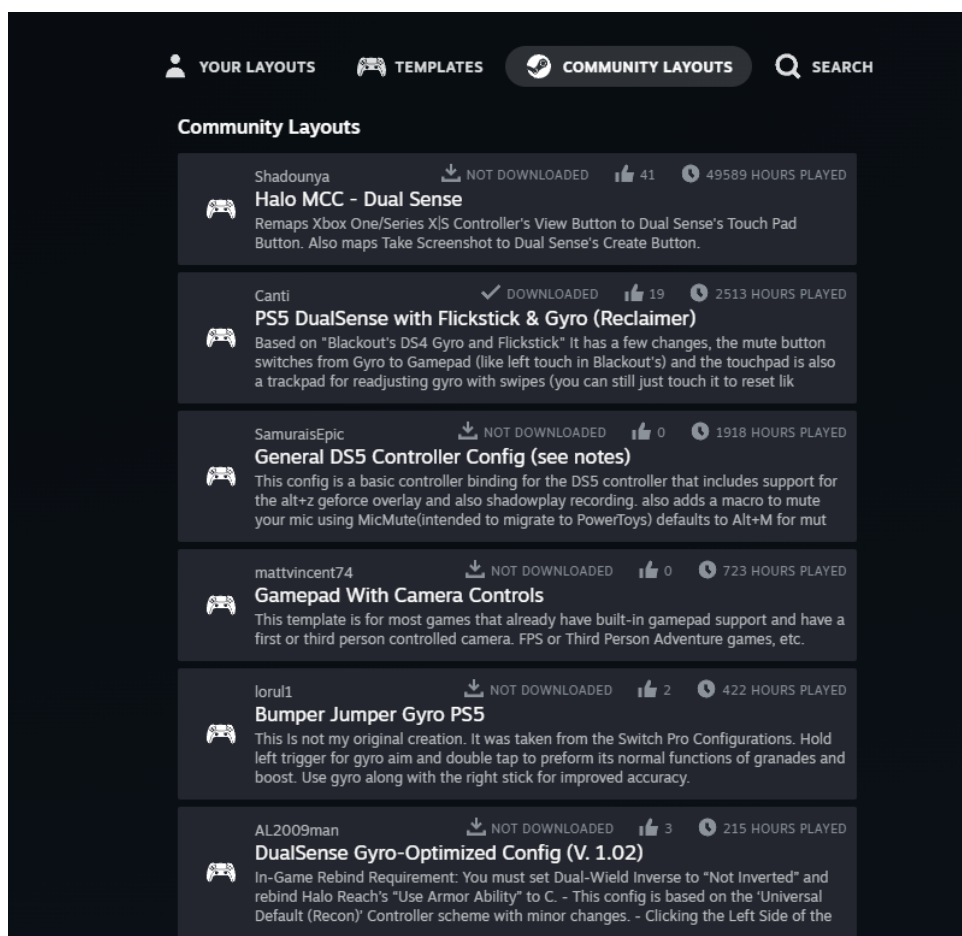 YOUR LAYOUTS TEMPLATES COMMUNITY LAYOUTS SEARCH
Community Layouts
Shadounya NOT DOWNLOADED 41 49589 HOURS PLAYED
Halo MCC - Dual Sense
Remaps Xbox One/Series X|S Controller's View Button to Dual Sense's Touch Pad
Button. Also maps Take Screenshot to Dual Sense's Create Button.
Canti DOWNLOADED 19 2513 HOURS PLAYED
PS5 DualSense with Flickstick & Gyro (Reclaimer)
Based on "Blackout's DS4 Gyro and Flickstick" It has a few changes, the mute button
switches from Gyro to Gamepad (like left touch in Blackout's) and the touchpad is also
a trackpad for readjusting gyro with swipes (you can still just touch it to reset lik
SamuraisEpic NOT DOWNLOADED 0 1918 HOURS PLAYED
General DS5 Controller Config (see notes)
This config is a basic controller binding for the DS5 controller that includes support for
the alt+z geforce overlay and also shadowplay recording. also adds a macro to mute
your mic using MicMute(intended to migrate to PowerToys) defaults to Alt+M for mut
mattvincent74 NOT DOWNLOADED 0 723 HOURS PLAYED
Gamepad With Camera Controls
This template is for most games that already have built-in gamepad support and have a
first or third person controlled camera. FPS or Third Person Adventure games, etc.
lorul1 NOT DOWNLOADED 2 422 HOURS PLAYED
Bumper Jumper Gyro PS5
This Is not my original creation. It was taken from the Switch Pro Configurations. Hold
left trigger for gyro aim and double tap to preform its normal functions of granades and
boost. Use gyro along with the right stick for improved accuracy.
AL2009man NOT DOWNLOADED 3 215 HOURS PLAYED
DualSense Gyro-Optimized Config (V. 1.02)
In-Game Rebind Requirement: You must set Dual-Wield Inverse to “Not Inverted” and
rebind Halo Reach’s “Use Armor Ability” to C. - This config is based on the ‘Universal
Default (Recon)’ Controller scheme with minor changes. - Clicking the Left Side of the